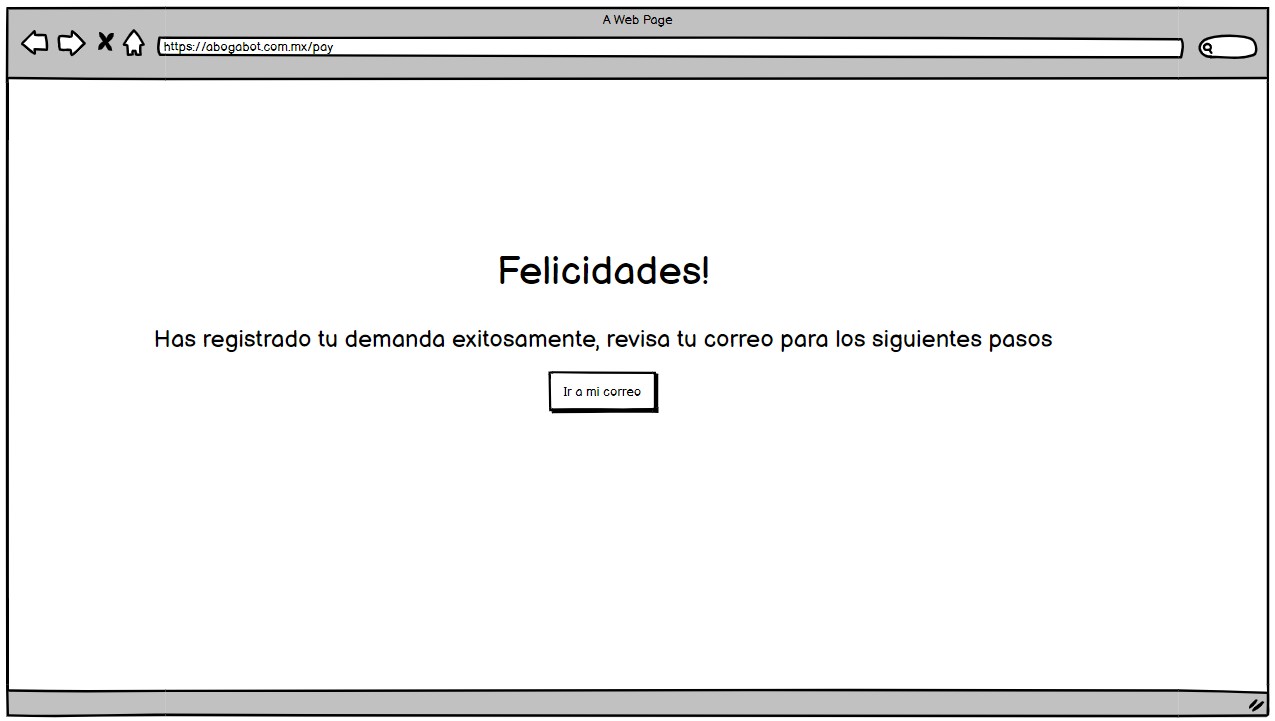 A Web Page
https://abogabot.com.mx/pay
Felicidades!
Has registrado tu demanda exitosamente, revisa tu correo para los siguientes pasos
Ir a mi correo